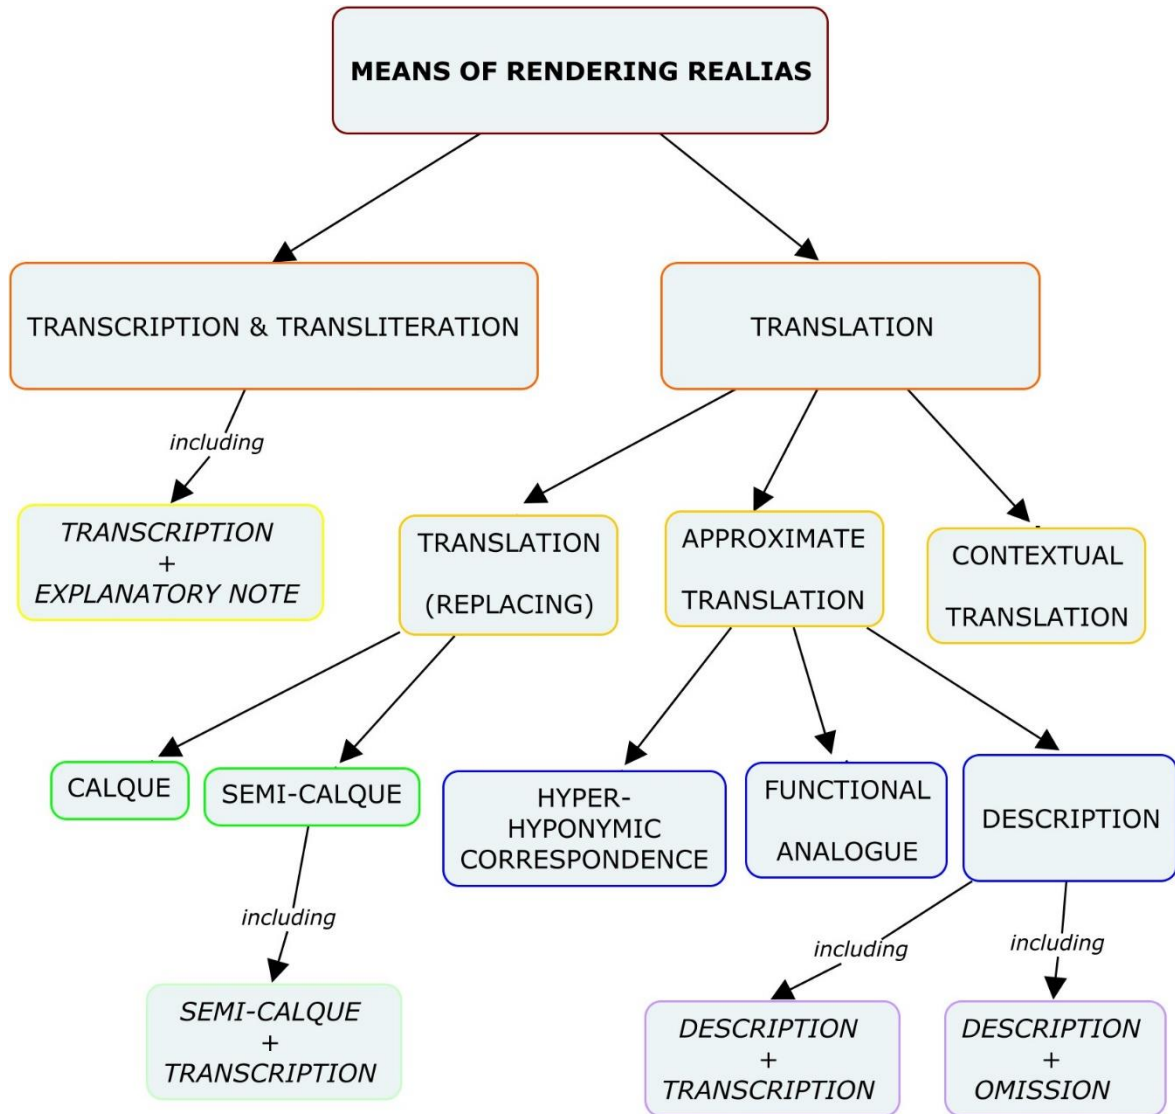 MEANS OF RENDERING REALIAS
TRANSCRIPTION & TRANSLITERATION
TRANSLATION
including
TRANSCRIPTION
+
EXPLANATORY NOTE
TRANSLATION
(REPLACING)
APPROXIMATE
TRANSLATION
CONTEXTUAL
TRANSLATION
CALQUE
SEMI-CALQUE
HYPER-
HYPONYMIC
CORRESPONDENCE
FUNCTIONAL
ANALOGUE
DESCRIPTION
including
including
including
SEMI-CALQUE
+
TRANSCRIPTION
DESCRIPTION
+
TRANSCRIPTION
DESCRIPTION
+
OMISSION